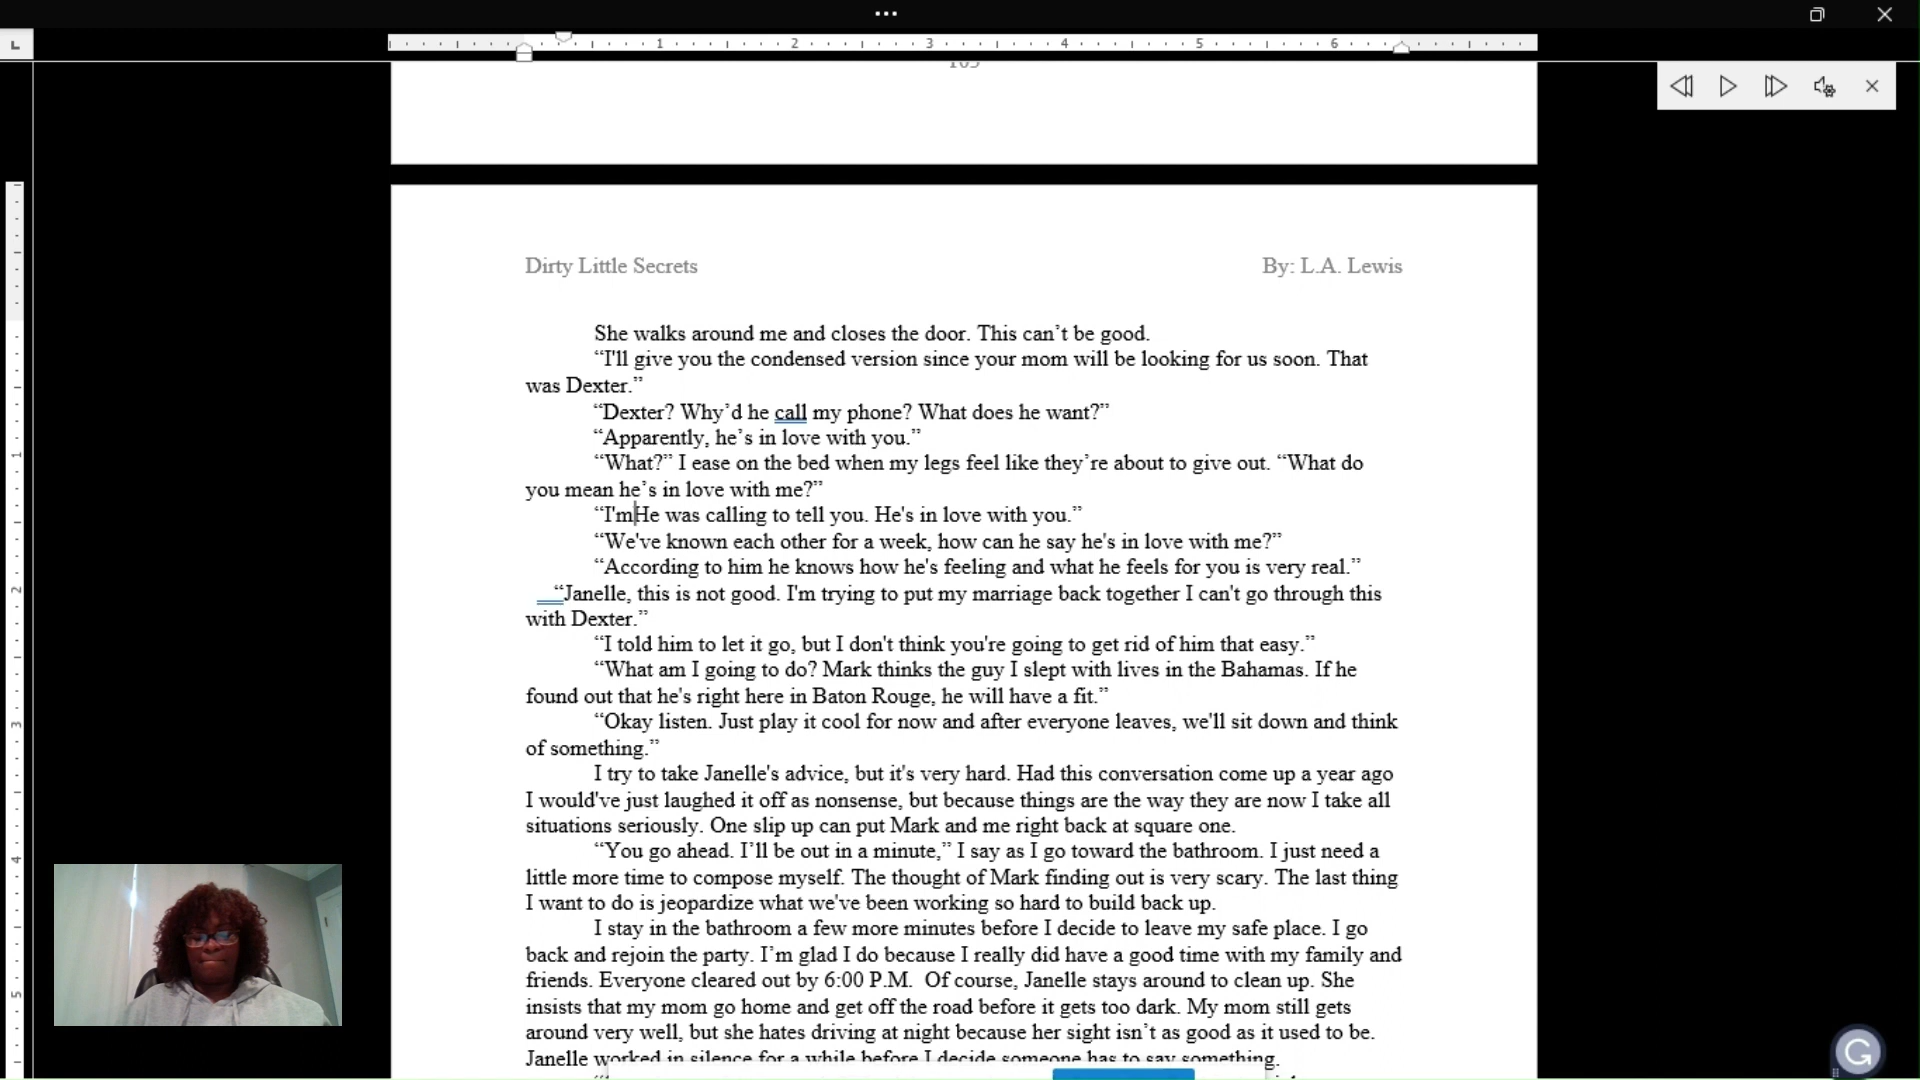 1 2 3 4 5 6
Dirty Little Secrets By: L.A. Lewis
She walks around me and closes the door. This can’t be good.
“I'll give you the condensed version since your mom will be looking for us soon. That
was Dexter.”
“Dexter? Why’d he call my phone? What does he want?”
“Apparently, he’s in love with you.”
“What?” I ease on the bed when my legs feel like they’re about to give out. “What do
you mean he’s in love with me?”
“I'mHe was calling to tell you. He's in love with you.”
“We've known each other for a week, how can he say he's in love with me?”
“According to him he knows how he's feeling and what he feels for you is very real.”
“Janelle, this is not good. I'm trying to put my marriage back together I can't go through this
with Dexter.”
“I told him to let it go, but I don't think you're going to get rid of him that easy.”
“What am I going to do? Mark thinks the guy I slept with lives in the Bahamas. If he
found out that he's right here in Baton Rouge, he will have a fit.”
“Okay listen. Just play it cool for now and after everyone leaves, we'll sit down and think
of something.”
I try to take Janelle's advice, but it's very hard. Had this conversation come up a year ago
I would've just laughed it off as nonsense, but because things are the way they are now I take all
situations seriously. One slip up can put Mark and me right back at square one.
“You go ahead. I’ll be out in a minute,” I say as I go toward the bathroom. I just need a
little more time to compose myself. The thought of Mark finding out is very scary. The last thing
I want to do is jeopardize what we've been working so hard to build back up.
I stay in the bathroom a few more minutes before I decide to leave my safe place. I go
back and rejoin the party. I’m glad I do because I really did have a good time with my family and
friends. Everyone cleared out by 6:00 P.M. Of course, Janelle stays around to clean up. She
insists that my mom go home and get off the road before it gets too dark. My mom still gets
around very well, but she hates driving at night because her sight isn’t as good as it used to be.
Janelle worked in silence for a while before I decide someone has to say something.